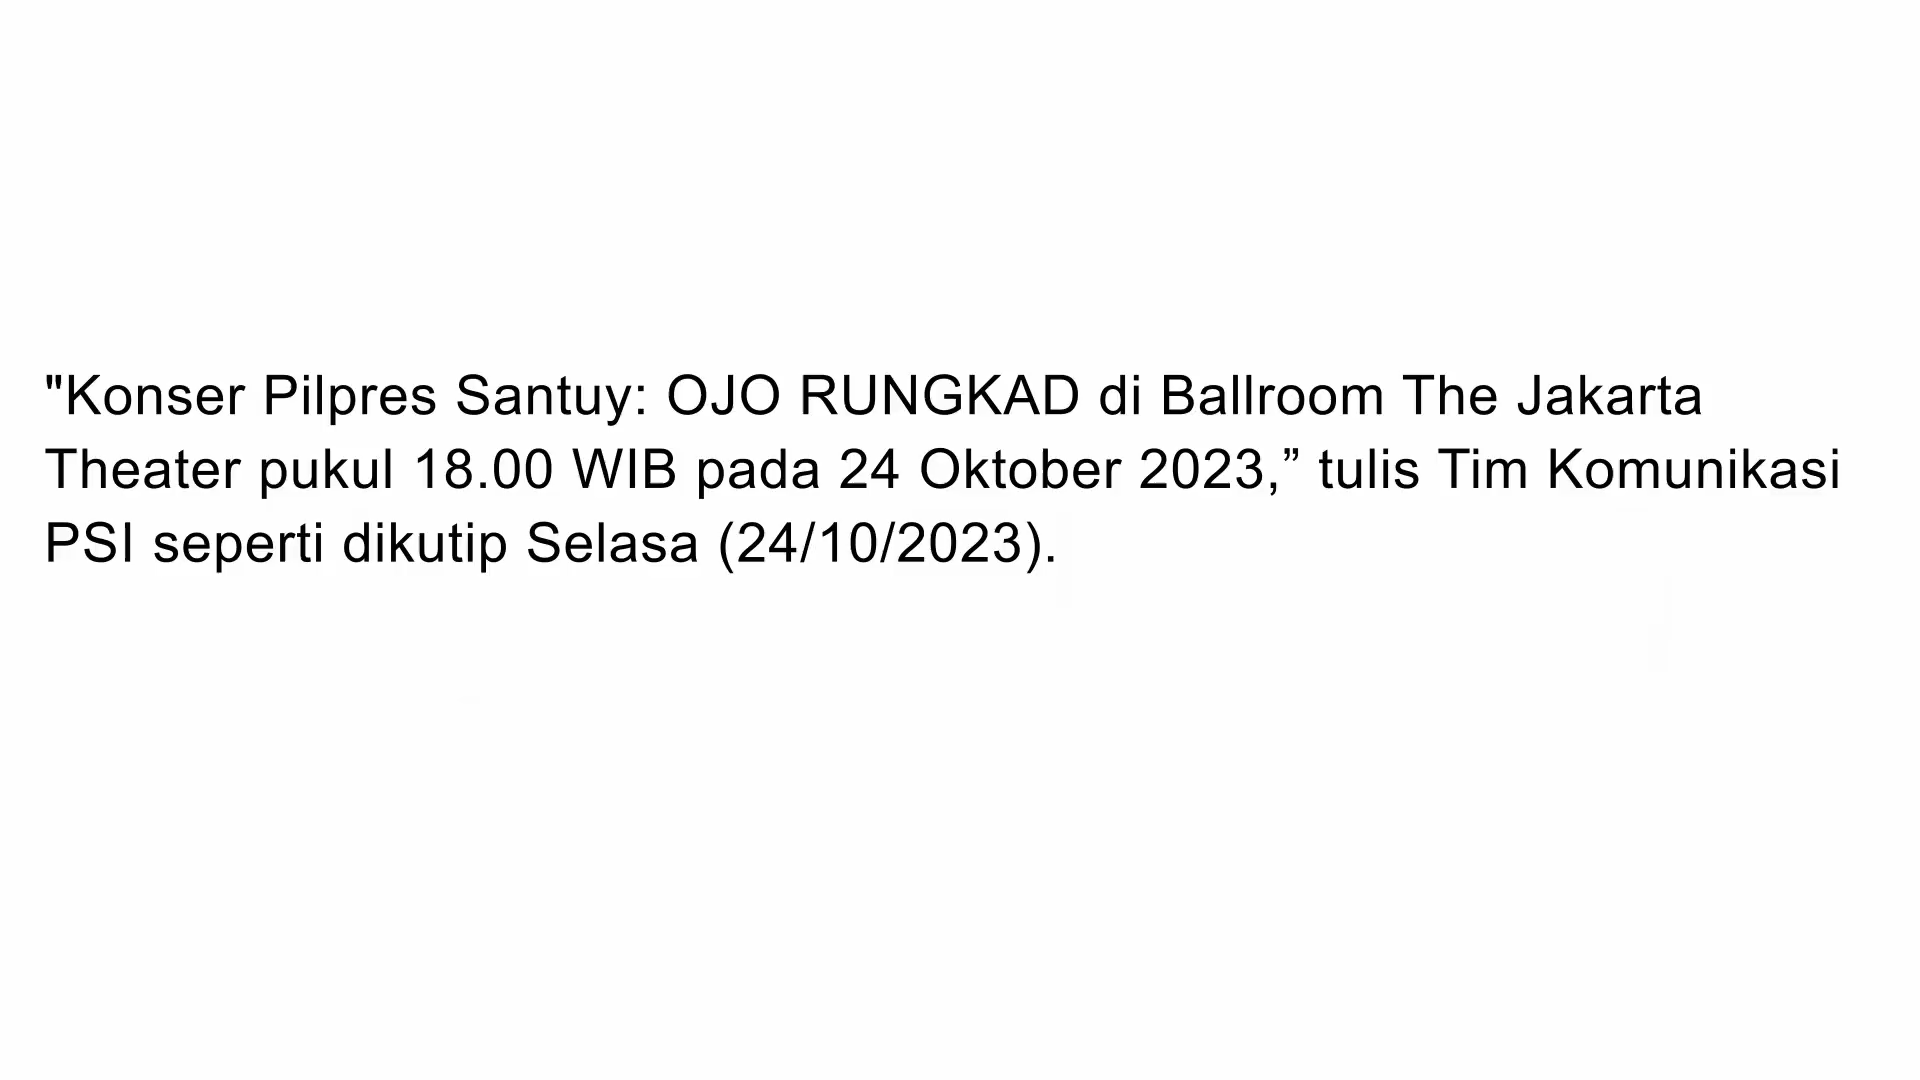 "Konser Pilpres Santuy: OJO RUNGKAD di Ballroom The Jakarta
Theater pukul 18.00 WIB pada 24 Oktober 2023,” tulis Tim Komunikasi
PSI seperti dikutip Selasa (24/10/2023).